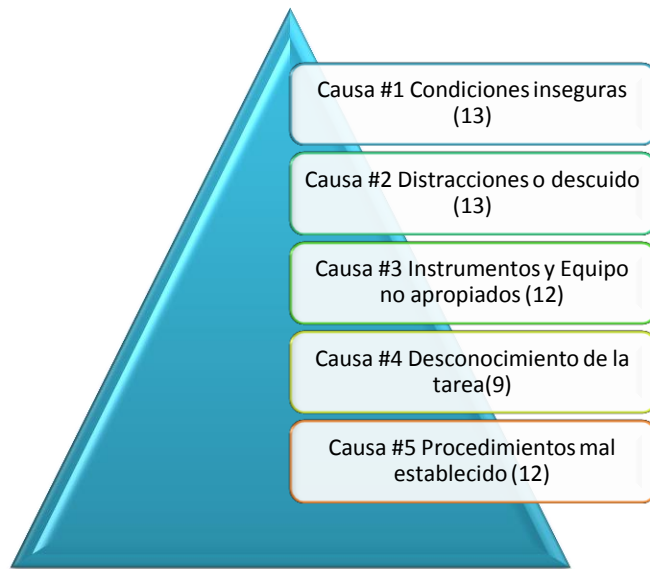 Causa #1 Condiciones inseguras
(13)
Causa #2 Distracciones o descuido
(13)
Causa #3 Instrumentos y Equipo
no apropiados (12)
Causa #4 Desconocimiento de la
tarea(9)
Causa #5 Procedimientos mal
establecido (12)